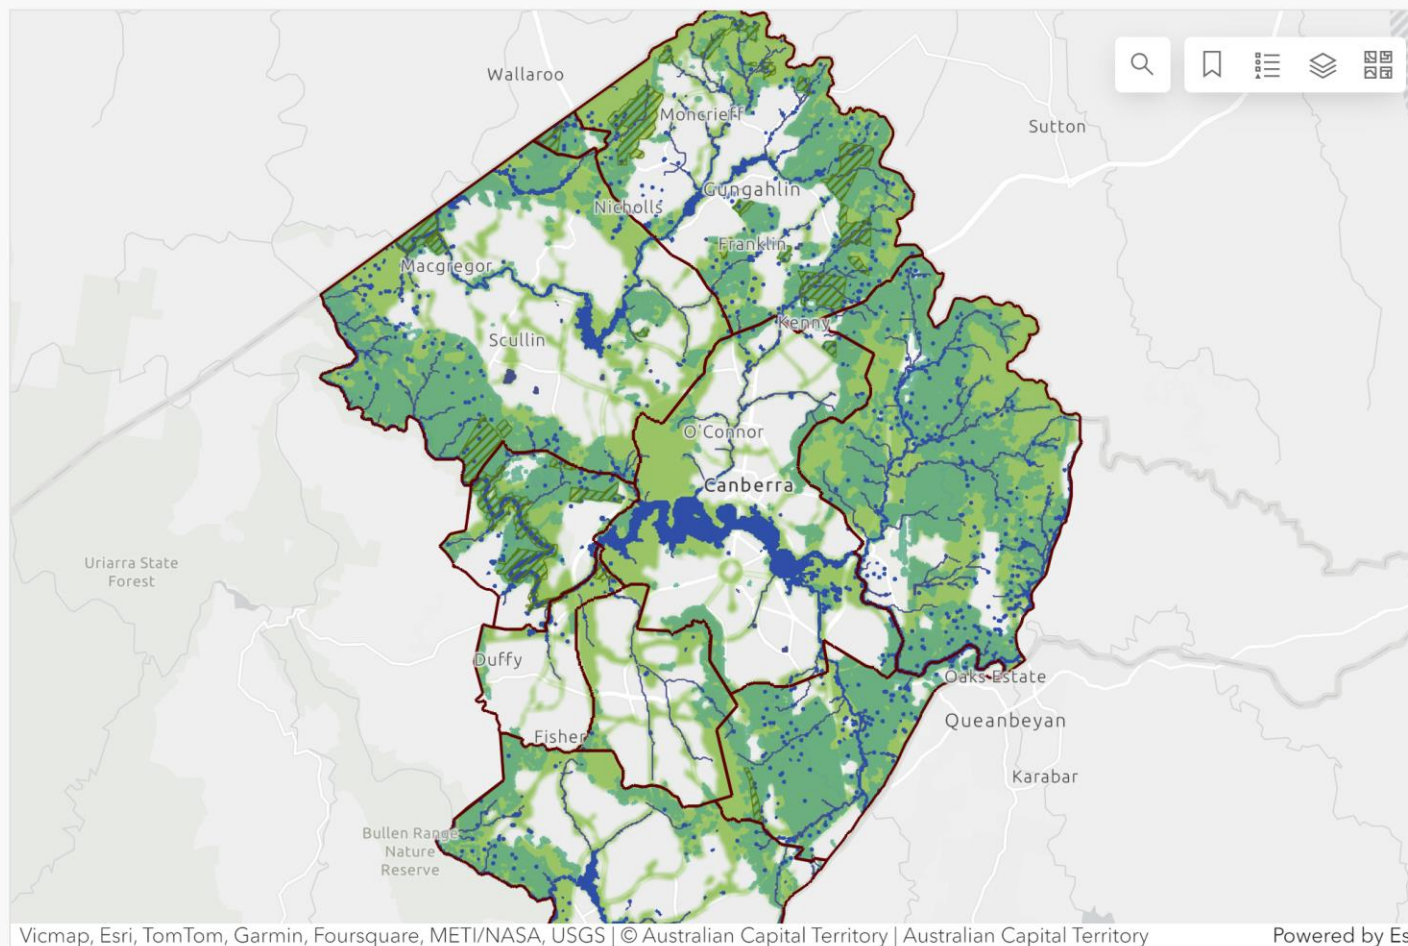 Wallaroo
Moncrieff
Sutton
Gungahlin
Nicholls
Franklin
Macgregor
Kenny
Scullin
O'Connor
Canberra
Uriarra State
Forest
Duffy
Oaks Estate
Queanbeyan
Fisher
Karabar
Bullen Range
Nature
Reserve
Vicmap, Esri, TomTom, Garmin, Foursquare, METI/NASA, USGS | © Australian Capital Territory | Australian Capital Territory
Powered by Es